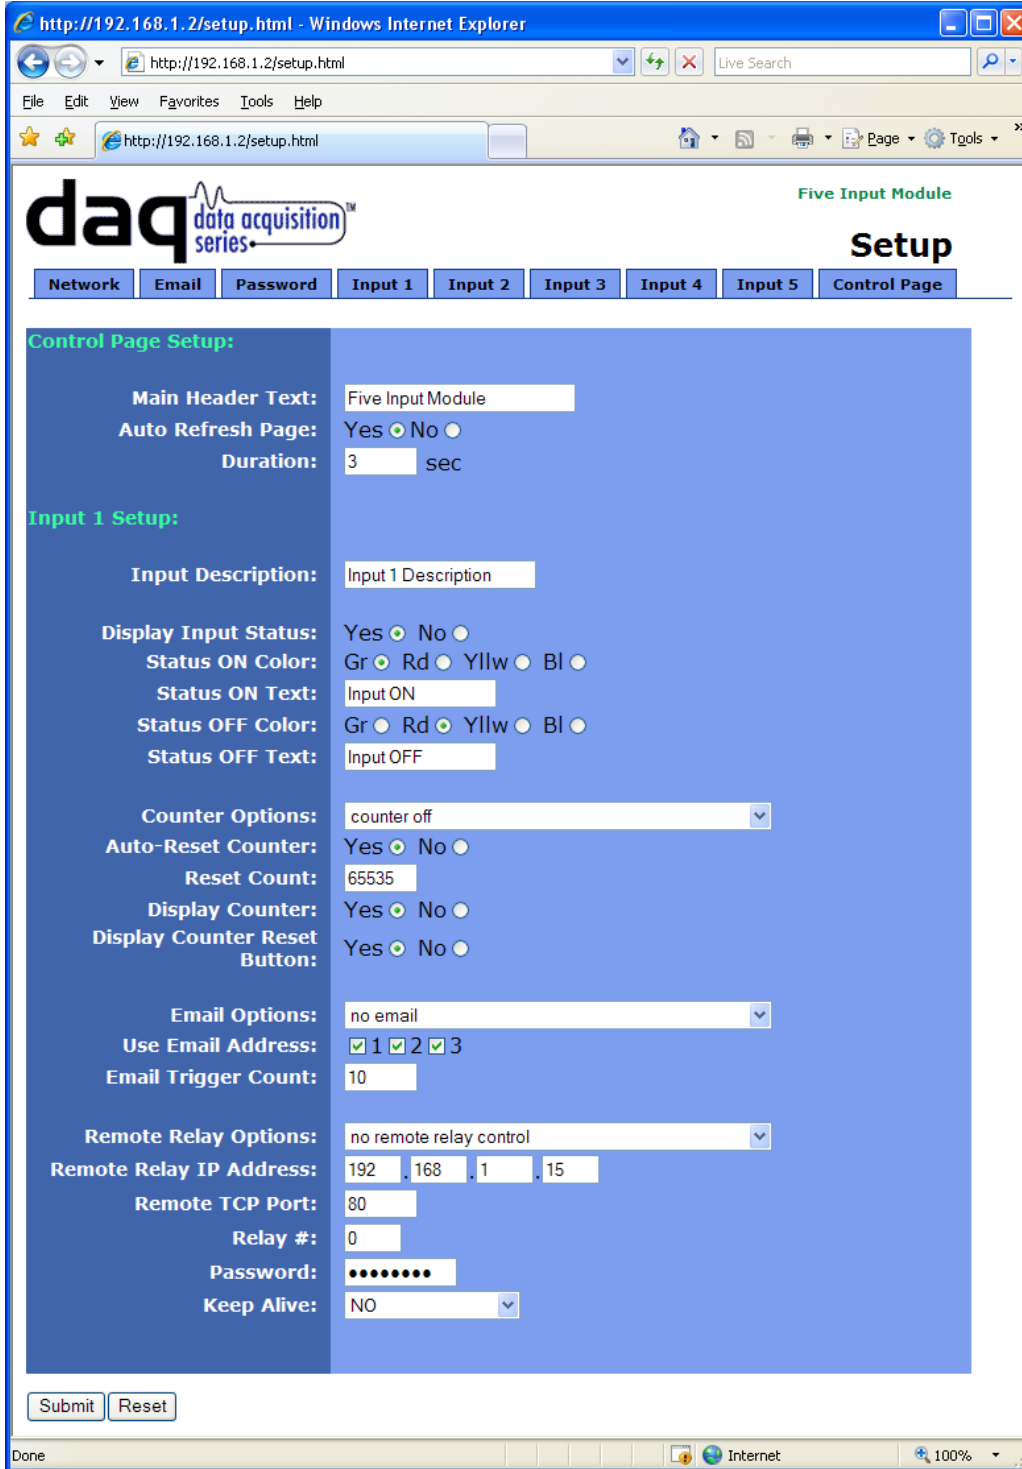 http://192.168.1.2/setup.html - Windows Internet Explorer
http://192.168.1.2/setup.html
Live Search
File Edit View Favorites Tools Help
http://192.168.1.2/setup.html
Page Tools »
daq data acquisition series ™
Five Input Module
Setup
Network Email Password Input 1 Input 2 Input 3 Input 4 Input 5 Control Page
Control Page Setup:
Main Header Text: Five Input Module
Auto Refresh Page: Yes No
Duration: 3 sec
Input 1 Setup:
Input Description: Input 1 Description
Display Input Status: Yes No
Status ON Color: Gr Rd Yllw Bl
Status ON Text: Input ON
Status OFF Color: Gr Rd Yllw Bl
Status OFF Text: Input OFF
Counter Options: counter off
Auto-Reset Counter: Yes No
Reset Count: 65535
Display Counter: Yes No
Display Counter Reset
Button: Yes No
Email Options: no email
Use Email Address: 1 2 3
Email Trigger Count: 10
Remote Relay Options: no remote relay control
Remote Relay IP Address: 192 . 168 . 1 . 15
Remote TCP Port: 80
Relay #: 0
Password: ••••••••
Keep Alive: NO
Submit Reset
Done Internet 100%